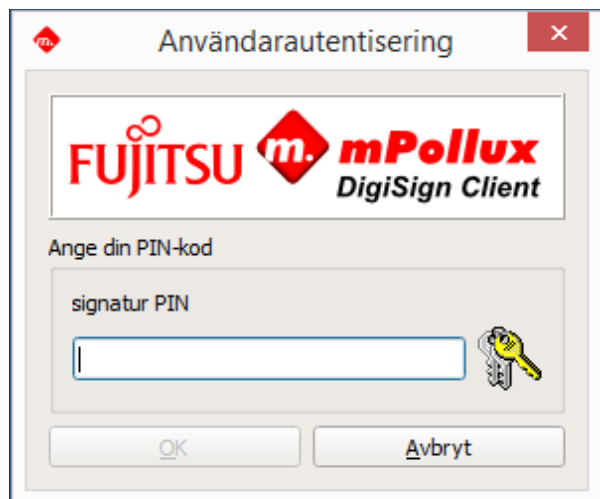 m.
Användarautentisering
FUJITSU m. mPollux
DigiSign Client
Ange din PIN-kod
signatur PIN
OK Avbryt